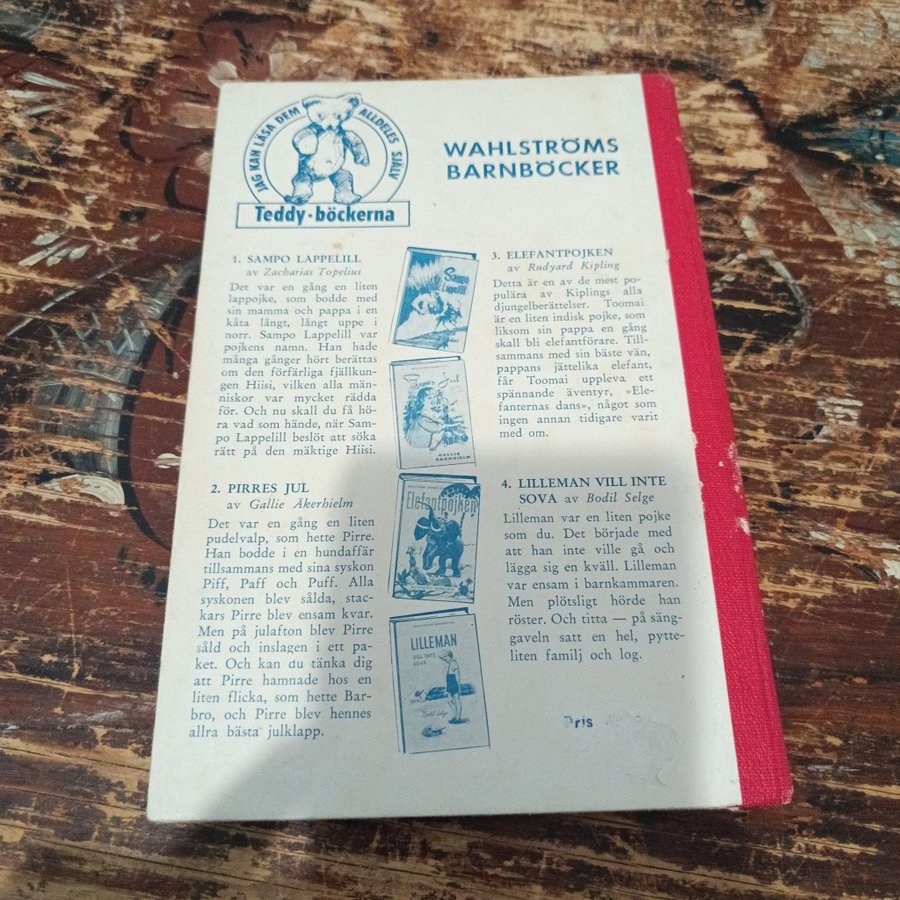 JAG KAN LÄSA DEM ALLDELES SJÄLV
Teddy-böckerna
WAHLSTRÖMS
BARNBÖCKER
1. SAMPO LAPPELILL
av Zacharias Topelius
Det var en gång en liten
lappojke, som bodde med
sin mamma och pappa i en
kåta långt, långt uppe i
norr. Sampo Lappelill var
pojkens namn. Han hade
många gånger hört berättas
om den förfärliga fjällkun-
gen Hiisi, vilken alla män-
niskor var mycket rädda
för. Och nu skall du få hö-
ra vad som hände, när Sam-
po Lappelill beslöt att söka
rätt på den mäktige Hiisi.
2. PIRRES JUL
av Gallie Åkerhielm
Det var en gång en liten
pudelvalp, som hette Pirre.
Han bodde i en hundaffär
tillsammans med sina syskon
Piff, Paff och Puff. Alla
syskonen blev sålda, stac-
kars Pirre blev ensam kvar.
Men på julafton blev Pirre
såld och inslagen i ett pa-
ket. Och kan du tänka dig
att Pirre hamnade hos en
liten flicka, som hette Bar-
bro, och Pirre blev hennes
allra bästa julklapp.
Sampo
Lappelill
Jul
GALLIE
ÅKERHIELM
Elefantpojken
LILLEMAN
VILL INTE
SOVA
Bodil Selge
3. ELEFANTPOJKEN
av Rudyard Kipling
Detta är en av de mest po-
pulära av Kiplings alla
djungelberättelser. Toomai
är en liten indisk pojke, som
liksom sin pappa en gång
skall bli elefantförare. Till-
sammans med sin bäste vän,
pappans jättelika elefant,
får Toomai uppleva ett
spännande äventyr, »Ele-
fanternas dans», något som
ingen annan tidigare varit
med om.
4. LILLEMAN VILL INTE
SOVA av Bodil Selge
Lilleman var en liten pojke
som du. Det började med
att han inte ville gå och
lägga sig en kväll. Lilleman
var ensam i barnkammaren.
Men plötsligt hörde han
röster. Och titta — på säng-
gaveln satt en hel, pytte-
liten familj och log.
Pris